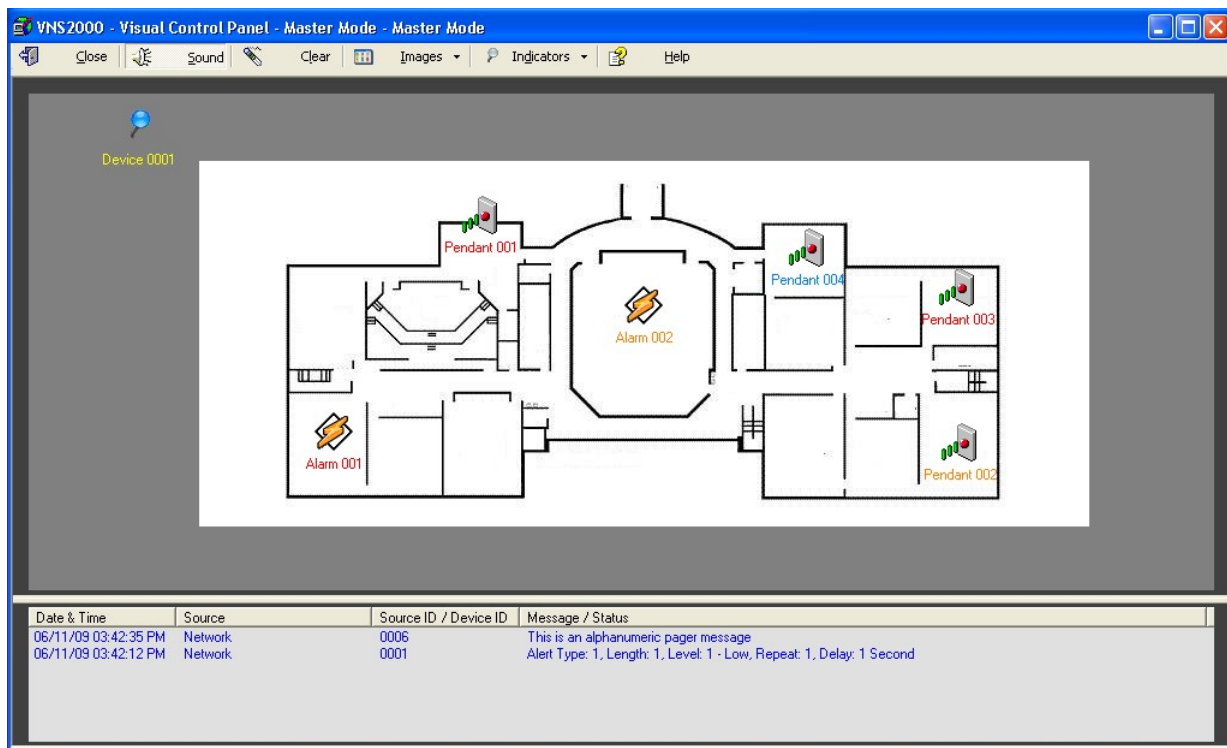 VNS2000 - Visual Control Panel - Master Mode - Master Mode
Close Sound Clear Images Indicators Help
Device 0001
Pendant 001
Pendant 004
Pendant 003
Alarm 002
Alarm 001
Pendant 002
Date & Time Source Source ID / Device ID Message / Status
06/11/09 03:42:35 PM Network 0006 This is an alphanumeric pager message
06/11/09 03:42:12 PM Network 0001 Alert Type: 1, Length: 1, Level: 1 - Low, Repeat: 1, Delay: 1 Second